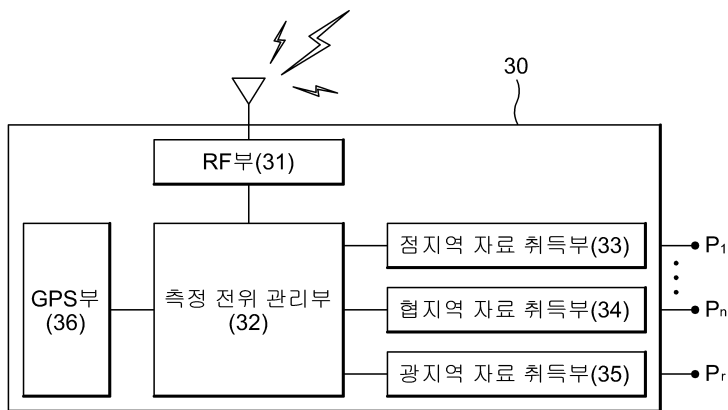 30
RF부(31)
점지역 자료 취득부(33)
P1
GPS부
(36)
측정 전위 관리부
(32)
협지역 자료 취득부(34)
Pn
광지역 자료 취득부(35)
Pr